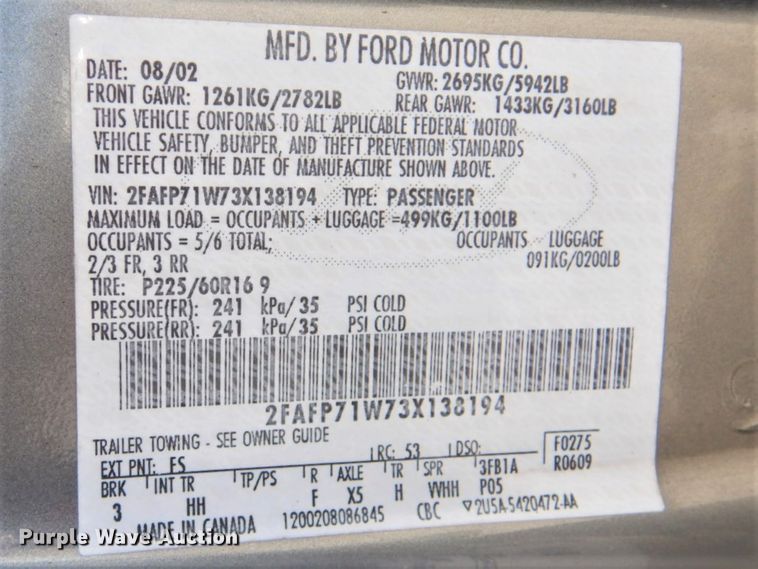 MFD. BY FORD MOTOR CO.
DATE: 08/02 GVWR: 2695KG/5942LB
FRONT GAWR: 1261KG/2782LB REAR GAWR: 1433KG/3160LB
THIS VEHICLE CONFORMS TO ALL APPLICABLE FEDERAL MOTOR
VEHICLE SAFETY, BUMPER, AND THEFT PREVENTION STANDARDS
IN EFFECT ON THE DATE OF MANUFACTURE SHOWN ABOVE.
VIN: 2FAFP71W73X138194 TYPE: PASSENGER
MAXIMUM LOAD = OCCUPANTS + LUGGAGE =499KG/1100LB
OCCUPANTS = 5/6 TOTAL; OCCUPANTS LUGGAGE
2/3 FR, 3 RR 091KG/0200LB
TIRE: P225/60R16 9
PRESSURE(FR): 241 kPa/35 PSI COLD
PRESSURE(RR): 241 kPa/35 PSI COLD
2FAFP71W73X138194
TRAILER TOWING - SEE OWNER GUIDE
EXT PNT: FS RC: 53 DSO: F0275
BRK INT TR TP/PS R AXLE TR SPR 3FB1A R0609
3 HH F X5 H WHH P05
MADE IN CANADA 1200208086845 CBC 2U5A-5420472-AA
Purple Wave Auction